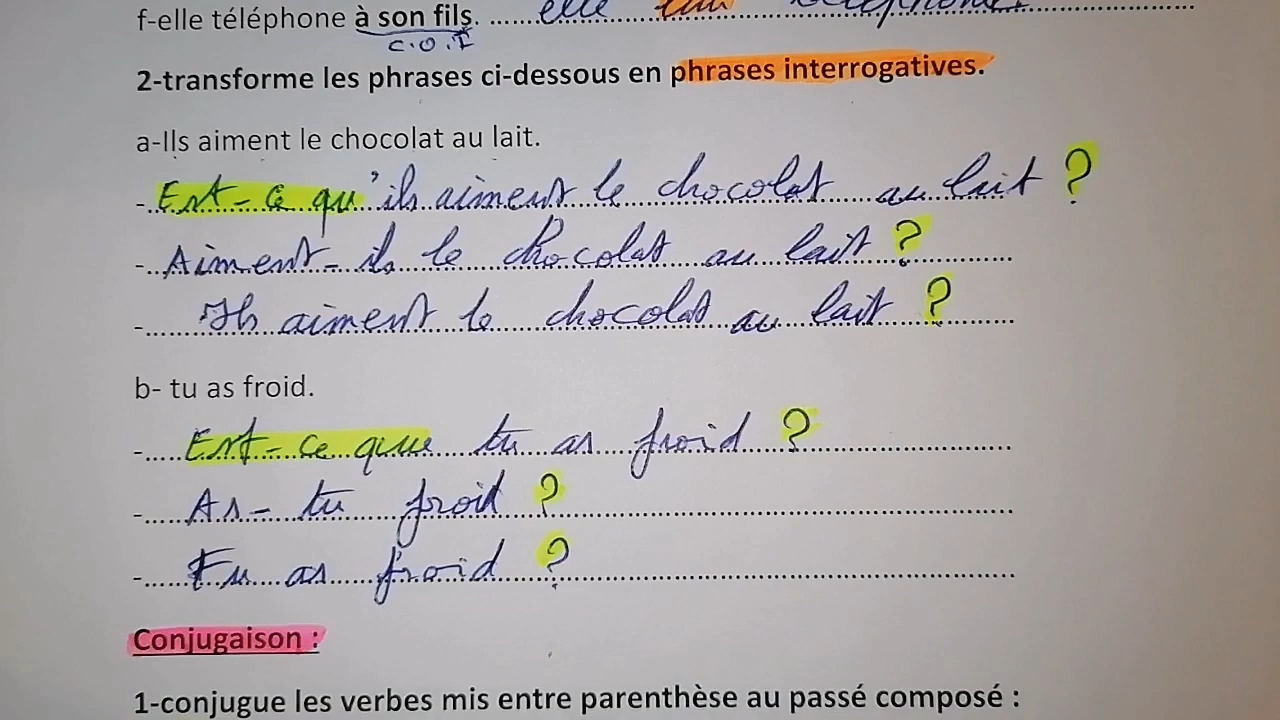 f-elle téléphone à son fils. elle lui téléphone.
C.O.I
2-transforme les phrases ci-dessous en phrases interrogatives.
a-Ils aiment le chocolat au lait.
- Est-ce qu'ils aiment le chocolat au lait ?
- Aiment-ils le chocolat au lait ?
- Ils aiment le chocolat au lait ?
b- tu as froid.
- Est-ce que tu as froid ?
- As-tu froid ?
- Tu as froid ?
Conjugaison :
1-conjugue les verbes mis entre parenthèse au passé composé :